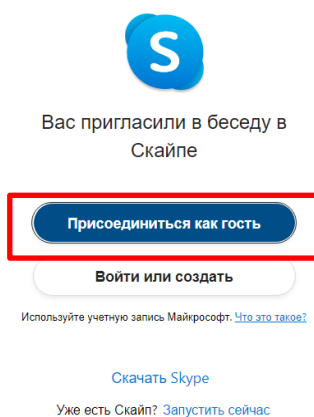 S
Вас пригласили в беседу в
Скайпе
Присоединиться как гость
Войти или создать
Используйте учетную запись Майкрософт. Что это такое?
Скачать Skype
Уже есть Скайп? Запустить сейчас